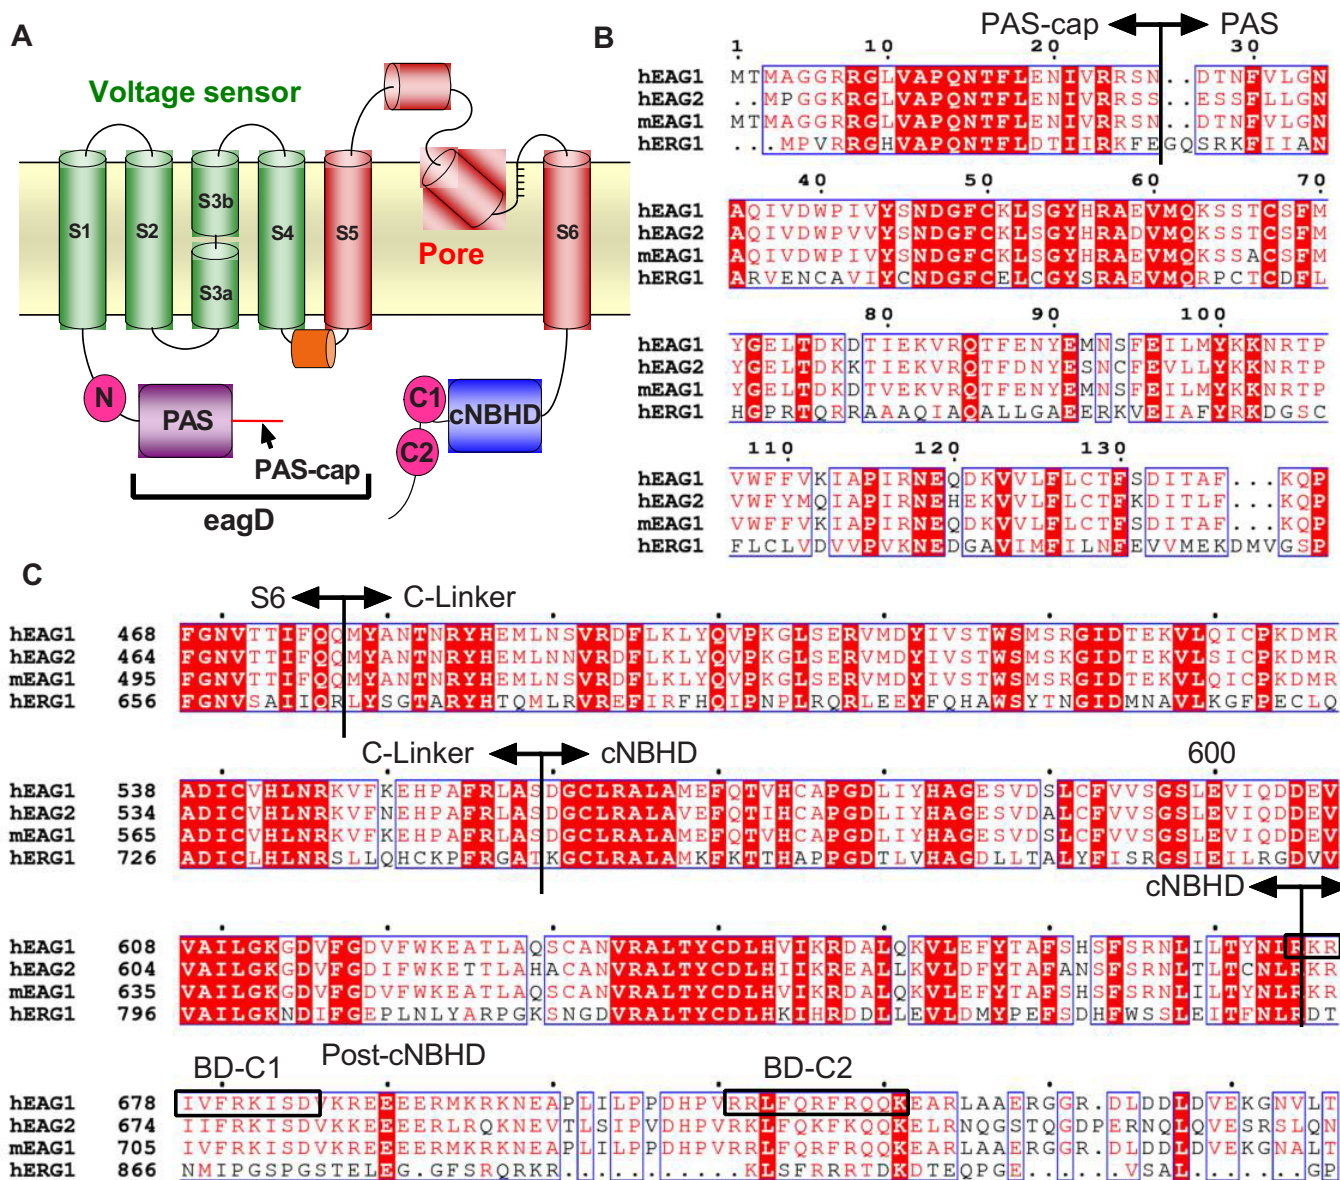 A
Voltage sensor
S1 S2 S3b S3a S4 S5 S6
Pore
N PAS C1 C2 cNBHD
PAS-cap
eagD
B
PAS-cap PAS
1 10 20 30
hEAG1 MTMAGGRRGLVAPQNTFLENIVRRSN..DTNFVLGN
hEAG2 ..MPGGKRGLVAPQNTFLENIVRRSS..ESSFLLGN
mEAG1 MTMAGGRRGLVAPQNTFLENIVRRSN..DTNFVLGN
hERG1 ...MPVRRGHVAPQNTFLDTIIRKFEGQSRKFIIAN
40 50 60 70
hEAG1 AQIVDWPIVYSNDGFCKLSGYHRAEVMQKSSTCSFM
hEAG2 AQIVDWPVVYSNDGFCKLSGYHRADVMQKSSTCSFM
mEAG1 AQIVDWPIVYSNDGFCKLSGYHRAEVMQKSSACSFM
hERG1 ARVENCAVIYCNDGFCELCGYSRAEVMQRPCTCDFL
80 90 100
hEAG1 YGELTDKDTIEKVRQTFENYEMNSFEILMYKKNRTP
hEAG2 YGELTDKKTIEKVRQTFDNYESNCFEVLLYKKNRTP
mEAG1 YGELTDKDTVEKVRQTFENYEMNSFEILMYKKNRTP
hERG1 HGPRTQRRAAAQIAQALLGAEERKVEIAFYRKDGSC
110 120 130
hEAG1 VWFFVKIAPIRNEQDKVVLFLCTFSDITAF...KQP
hEAG2 VWFYMQIAPIRNEHEKVVLFLCTFKDITLF...KQP
mEAG1 VWFFVKIAPIRNEQDKVVLFLCTFSDITAF...KQP
hERG1 FLCLVDVVPVKNEDGAVIMFILNFEVVMEKDMVGSP
C
S6 C-Linker
hEAG1 468 FGNVTTIFQQMYANTNRYHEMLNSVRDFLKLYQVPKGLSERVMDYIVSTWSMSRGIDTEKVLQICPKDMR
hEAG2 464 FGNVTTIFQQMYANTNRYHEMLNNVRDFLKLYQVPKGLSERVMDYIVSTWSMSKGIDTEKVLSICPKDMR
mEAG1 495 FGNVTTIFQQMYANTNRYHEMLNSVRDFLKLYQVPKGLSERVMDYIVSTWSMSRGIDTEKVLQICPKDMR
hERG1 656 FGNVSAIIQRLYSGTARYHTQMLRVREFIRFHQIPNPLRQRLEEYFQHAWSYTNGIDMNAVLKGFPECLQ
C-Linker cNBHD 600
hEAG1 538 ADICVHLNRKVFKEHPAFRLASDGCLRALAMEFQTVHCAPGDLIYHAGESVDSLCFVVSGSLEVIQDDEV
hEAG2 534 ADICVHLNRKVFNEHPAFRLASDGCLRALAMEFQTIHCAPGDLIYHAGESVDALCFVVSGSLEVIQDDEV
mEAG1 565 ADICVHLNRKVFKEHPAFRLASDGCLRALAMEFQTVHCAPGDLIYHAGESVDSLCFVVSGSLEVIQDDEV
hERG1 726 ADICLHLNRSLLQHCKPFRGATKGCLRALAMKFKTTHAPPGDTLVHAGDLLTALYFISRGSIEILRGDVV
cNBHD
hEAG1 608 VAILGKGDVFGDVFWKEATLAQSCANVRALTYCDLHVIKRDALQKVLEFYTAFSHSFSRNLILTYNLRKR
hEAG2 604 VAILGKGDVFGDIFWKETTLAHACANVRALTYCDLHIIKREALLKVLDFYTAFANSFSRNLTLTCNLRKR
mEAG1 635 VAILGKGDVFGDVFWKEATLAQSCANVRALTYCDLHVIKRDALQKVLEFYTAFSHSFSRNLILTYNLRKR
hERG1 796 VAILGKNDIFGEPLNLYARPGKSNGDVRALTYCDLHKIHRDDLLEVLDMYPEFSDHFWSSLEITFNLRDT
BD-C1 Post-cNBHD BD-C2
hEAG1 678 IVFRKISDVKREEEERMKRKNEAPLILPPDHPVRRLFQRFRQQKEARLAAERGGR.DLDDLDVEKGNVLT
hEAG2 674 IIFRKISDVKKEEEERLRQKNEVTLSIPVDHPVRKLFQKFKQQKELRNQGSTQGDPERNQLQVESRSLQN
mEAG1 705 IVFRKISDVKREEEERMKRKNEAPLILPPDHPVRRLFQRFRQQKEARLAAERGGR.DLDDLDVEKGNALT
hERG1 866 NMIPGSPGSTELEG.GFSRQRKR...........KLSFRRRTDKDTEQPGE......VSAL.......GP